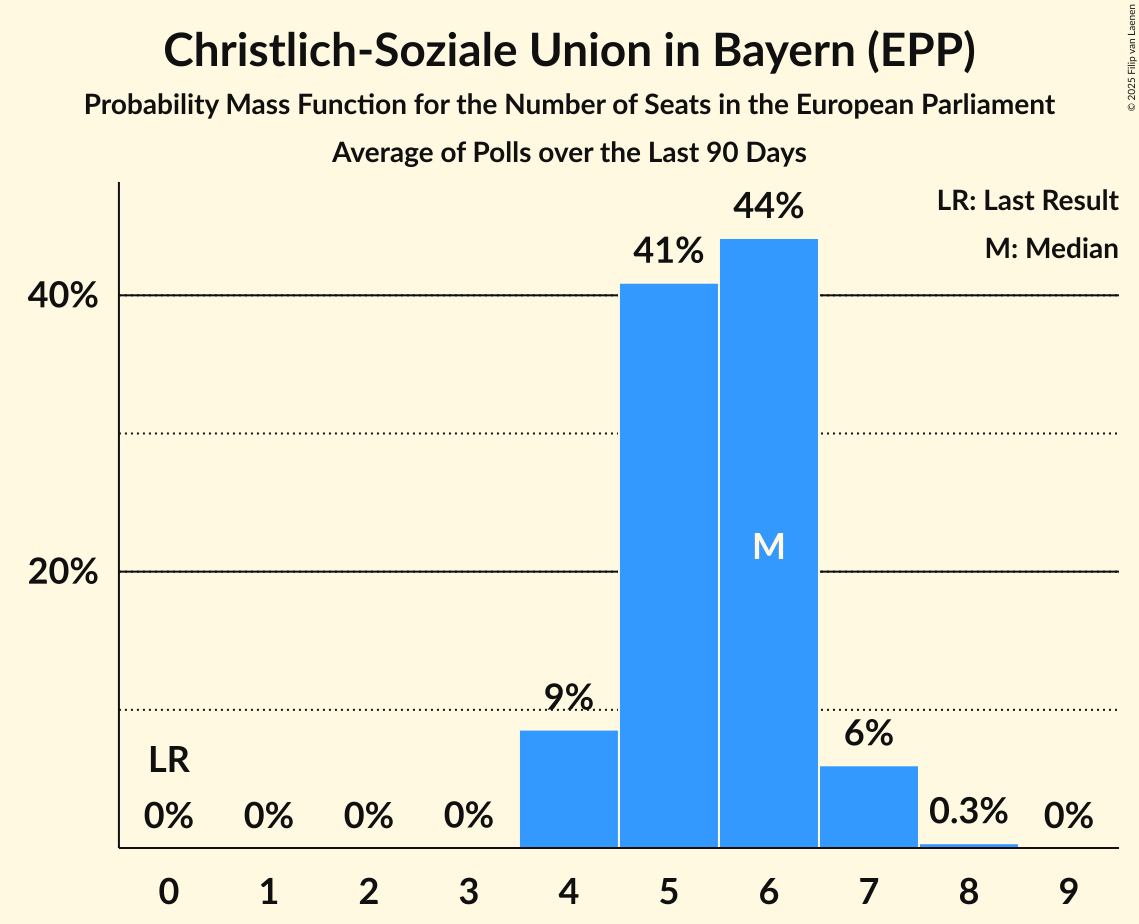 Christlich-Soziale Union in Bayern (EPP)
Probability Mass Function for the Number of Seats in the European Parliament
Average of Polls over the Last 90 Days
© 2025 Filip van Laenen
LR: Last Result
M: Median
44%
41%
40%
M
20%
9%
6%
LR
0% 0% 0% 0% 0.3% 0%
0 1 2 3 4 5 6 7 8 9